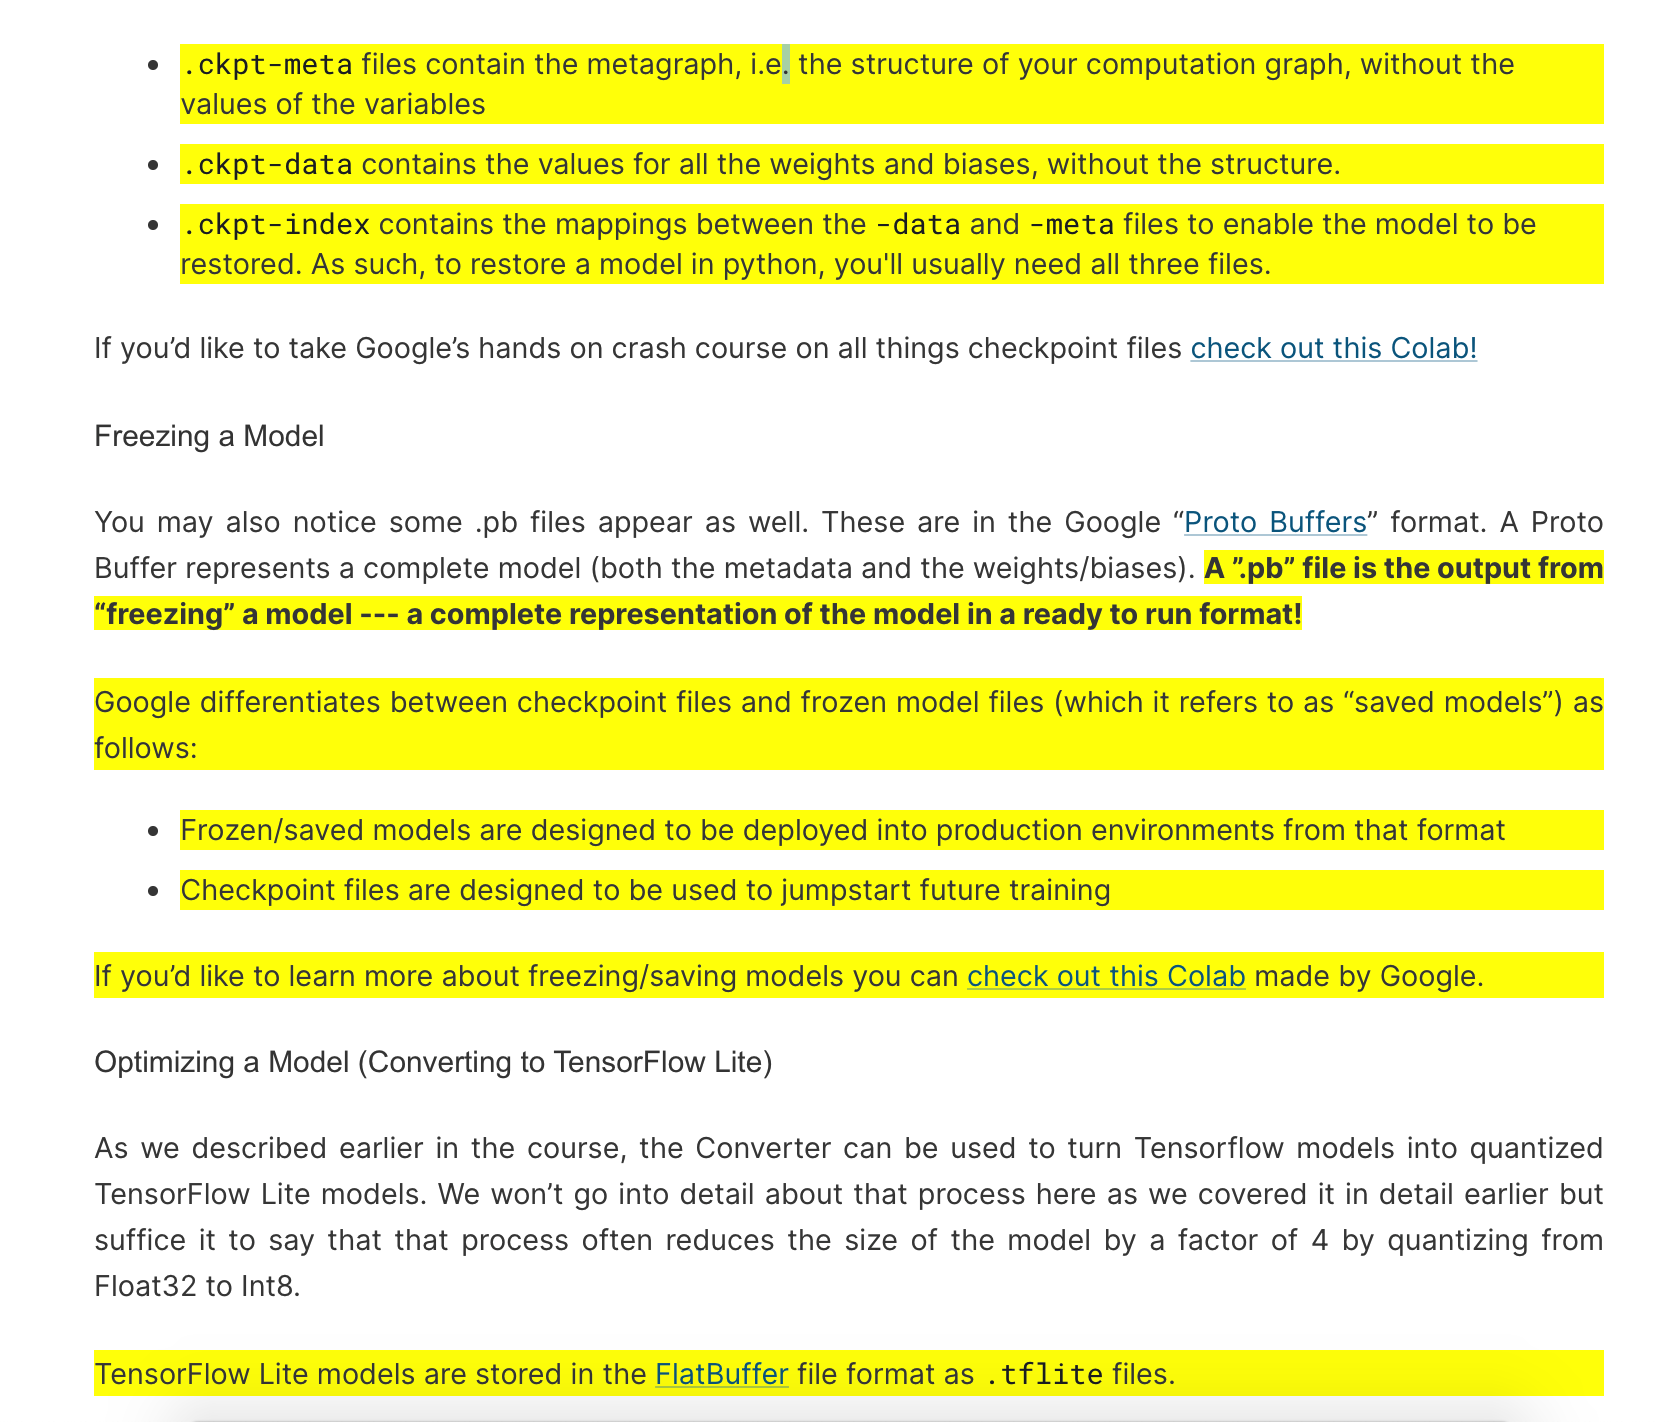 .ckpt-meta files contain the metagraph, i.e. the structure of your computation graph, without the
values of the variables
.ckpt-data contains the values for all the weights and biases, without the structure.
.ckpt-index contains the mappings between the -data and -meta files to enable the model to be
restored. As such, to restore a model in python, you'll usually need all three files.
If you’d like to take Google’s hands on crash course on all things checkpoint files check out this Colab!
Freezing a Model
You may also notice some .pb files appear as well. These are in the Google “Proto Buffers” format. A Proto
Buffer represents a complete model (both the metadata and the weights/biases). A ”.pb” file is the output from
“freezing” a model --- a complete representation of the model in a ready to run format!
Google differentiates between checkpoint files and frozen model files (which it refers to as “saved models”) as
follows:
Frozen/saved models are designed to be deployed into production environments from that format
Checkpoint files are designed to be used to jumpstart future training
If you’d like to learn more about freezing/saving models you can check out this Colab made by Google.
Optimizing a Model (Converting to TensorFlow Lite)
As we described earlier in the course, the Converter can be used to turn Tensorflow models into quantized
TensorFlow Lite models. We won’t go into detail about that process here as we covered it in detail earlier but
suffice it to say that that process often reduces the size of the model by a factor of 4 by quantizing from
Float32 to Int8.
TensorFlow Lite models are stored in the FlatBuffer file format as .tflite files.